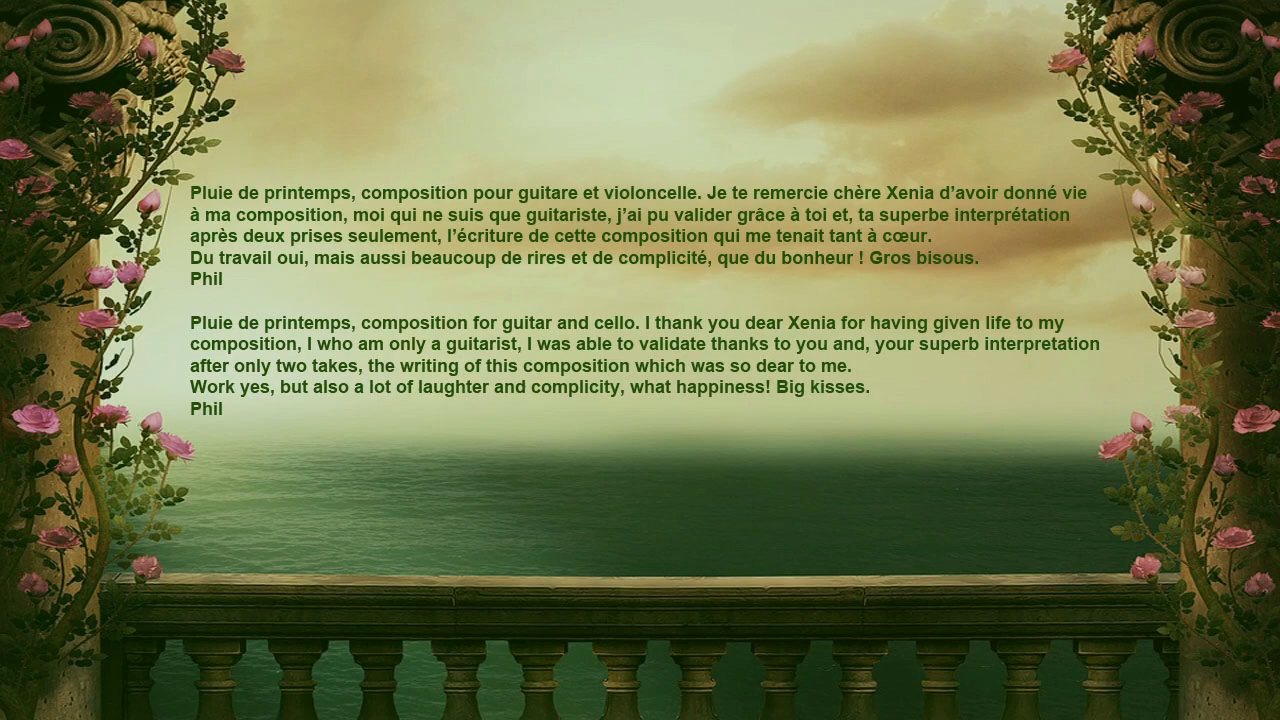 Pluie de printemps, composition pour guitare et violoncelle. Je te remercie chère Xenia d’avoir donné vie
à ma composition, moi qui ne suis que guitariste, j’ai pu valider grâce à toi et, ta superbe interprétation
après deux prises seulement, l’écriture de cette composition qui me tenait tant à cœur.
Du travail oui, mais aussi beaucoup de rires et de complicité, que du bonheur ! Gros bisous.
Phil
Pluie de printemps, composition for guitar and cello. I thank you dear Xenia for having given life to my
composition, I who am only a guitarist, I was able to validate thanks to you and, your superb interpretation
after only two takes, the writing of this composition which was so dear to me.
Work yes, but also a lot of laughter and complicity, what happiness! Big kisses.
Phil